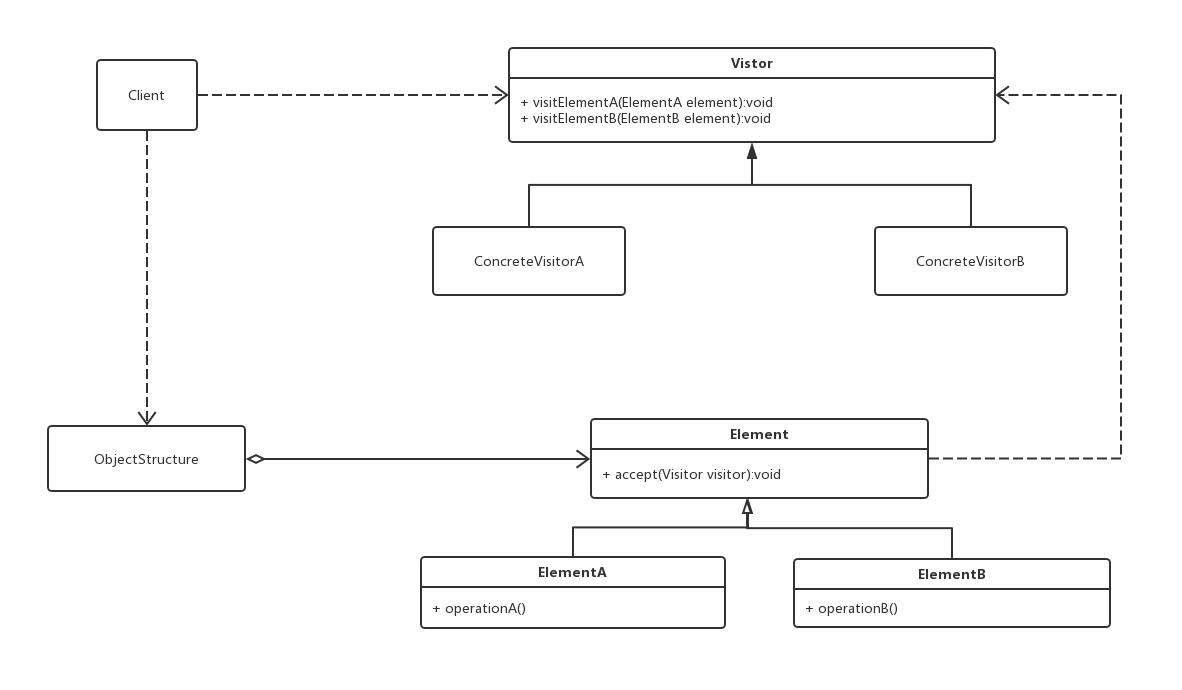 Client
Vistor
+ visitElementA(ElementA element):void
+ visitElementB(ElementB element):void
ConcreteVisitorA
ConcreteVisitorB
ObjectStructure
Element
+ accept(Visitor visitor):void
ElementA
+ operationA()
ElementB
+ operationB()